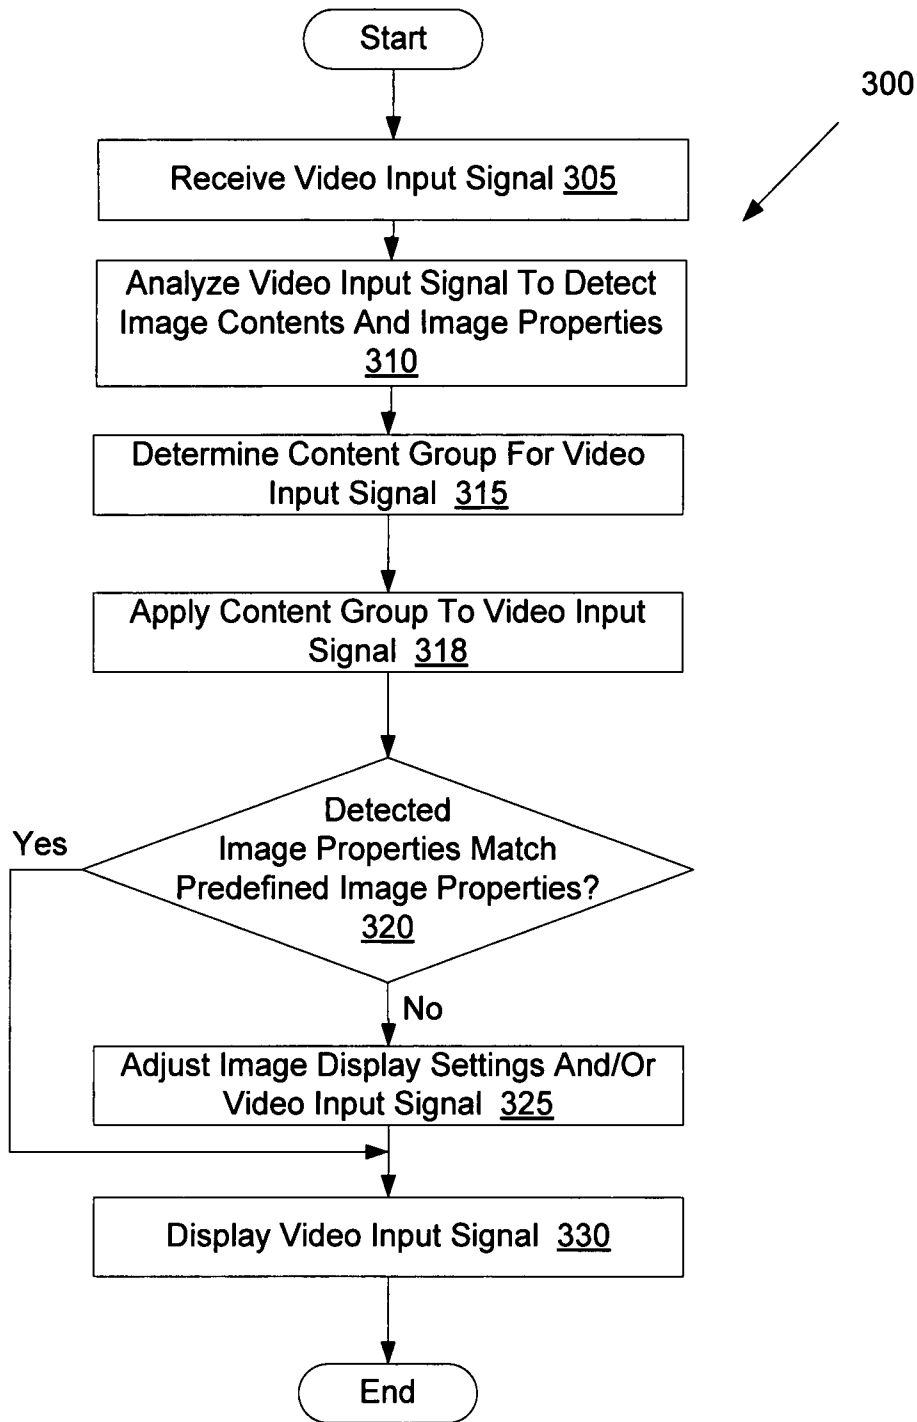 Start
300
Receive Video Input Signal 305
Analyze Video Input Signal To Detect
Image Contents And Image Properties
310
Determine Content Group For Video
Input Signal 315
Apply Content Group To Video Input
Signal 318
Detected
Image Properties Match
Predefined Image Properties?
320
Yes
No
Adjust Image Display Settings And/Or
Video Input Signal 325
Display Video Input Signal 330
End